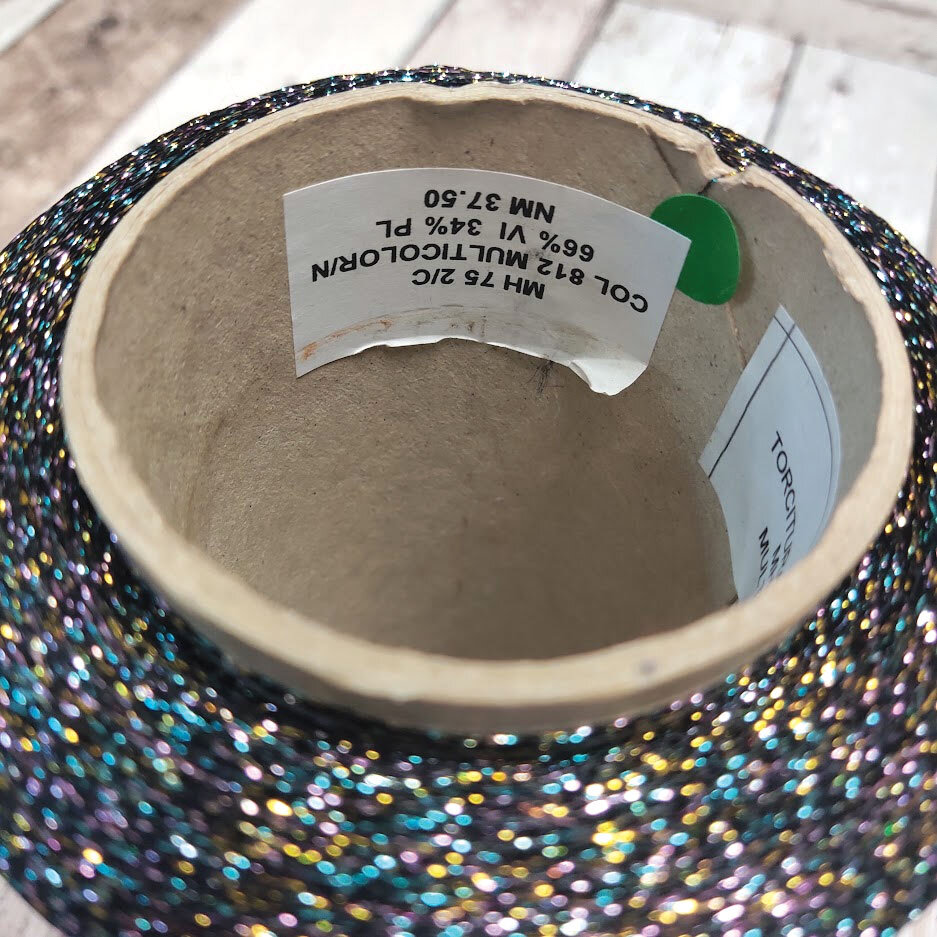 MH 75 2/C
COL 812 MULTICOLOR/N
66% VI 34% PL
NM 37.50